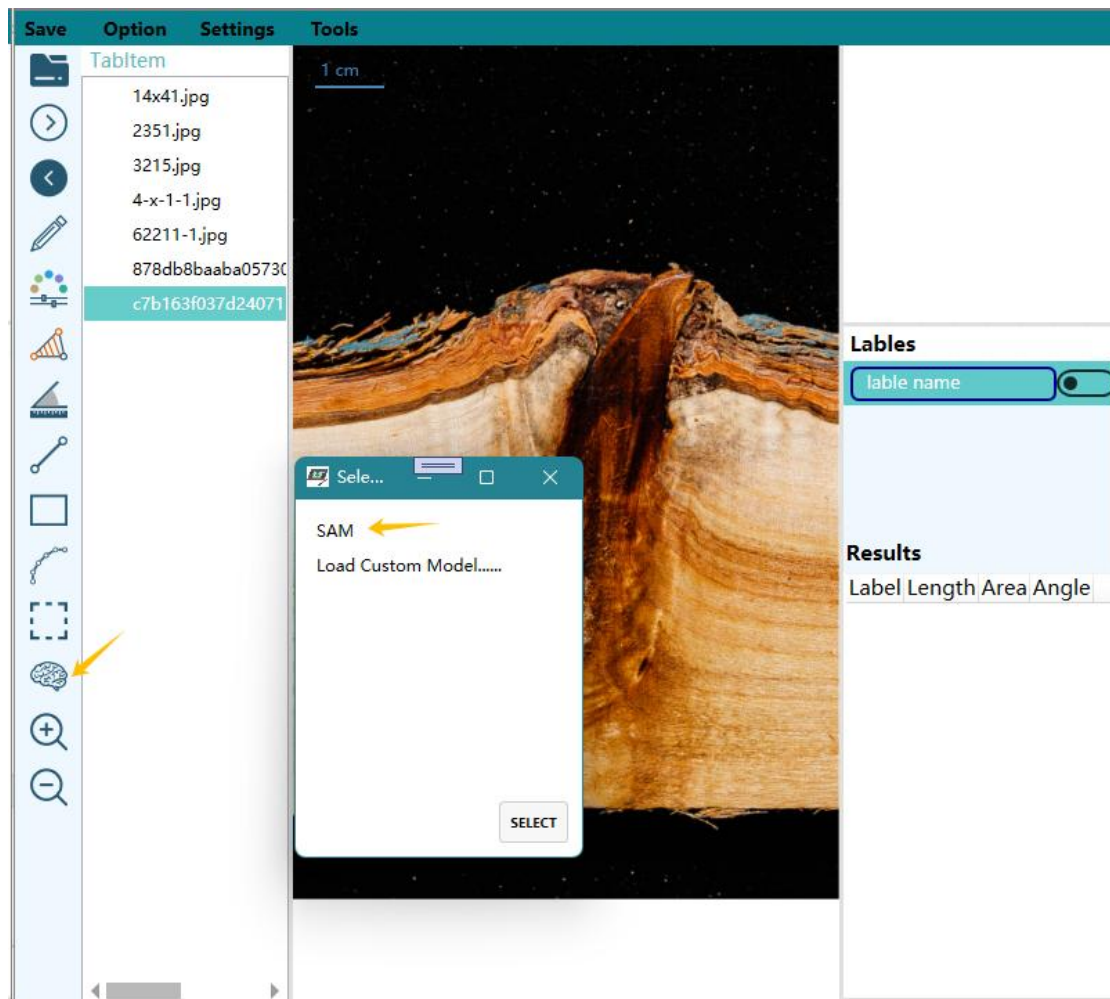 Save Option Settings Tools
TabItem
14x41.jpg
2351.jpg
3215.jpg
4-x-1-1.jpg
62211-1.jpg
878db8baaba05730
c7b163f037d24071
1 cm
Sele...
SAM
Load Custom Model......
SELECT
Lables
lable name
Results
Label Length Area Angle